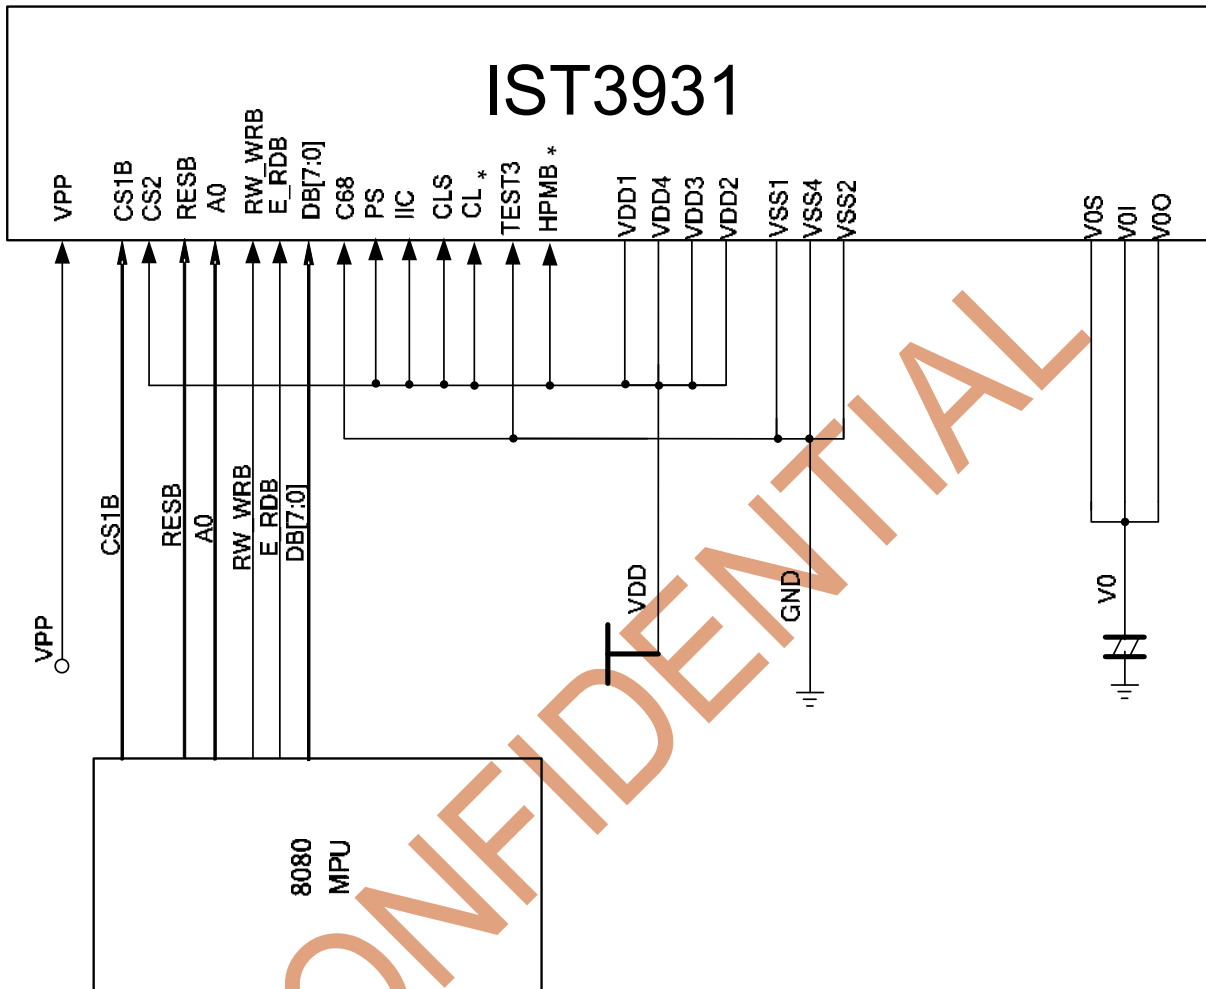 IST3931
VPP
CS1B
CS2
RESB
A0
RW_WRB
E_RDB
DB[7:0]
C68
PS
IIC
CLS
CL *
TEST3
HPMB *
VDD1
VDD4
VDD3
VDD2
VSS1
VSS4
VSS2
V0S
V0I
V0O
CS1B
RESB
A0
RW_WRB
E_RDB
DB[7:0]
VPP
VDD
GND
V0
8080
MPU
ONFIDENTIAL